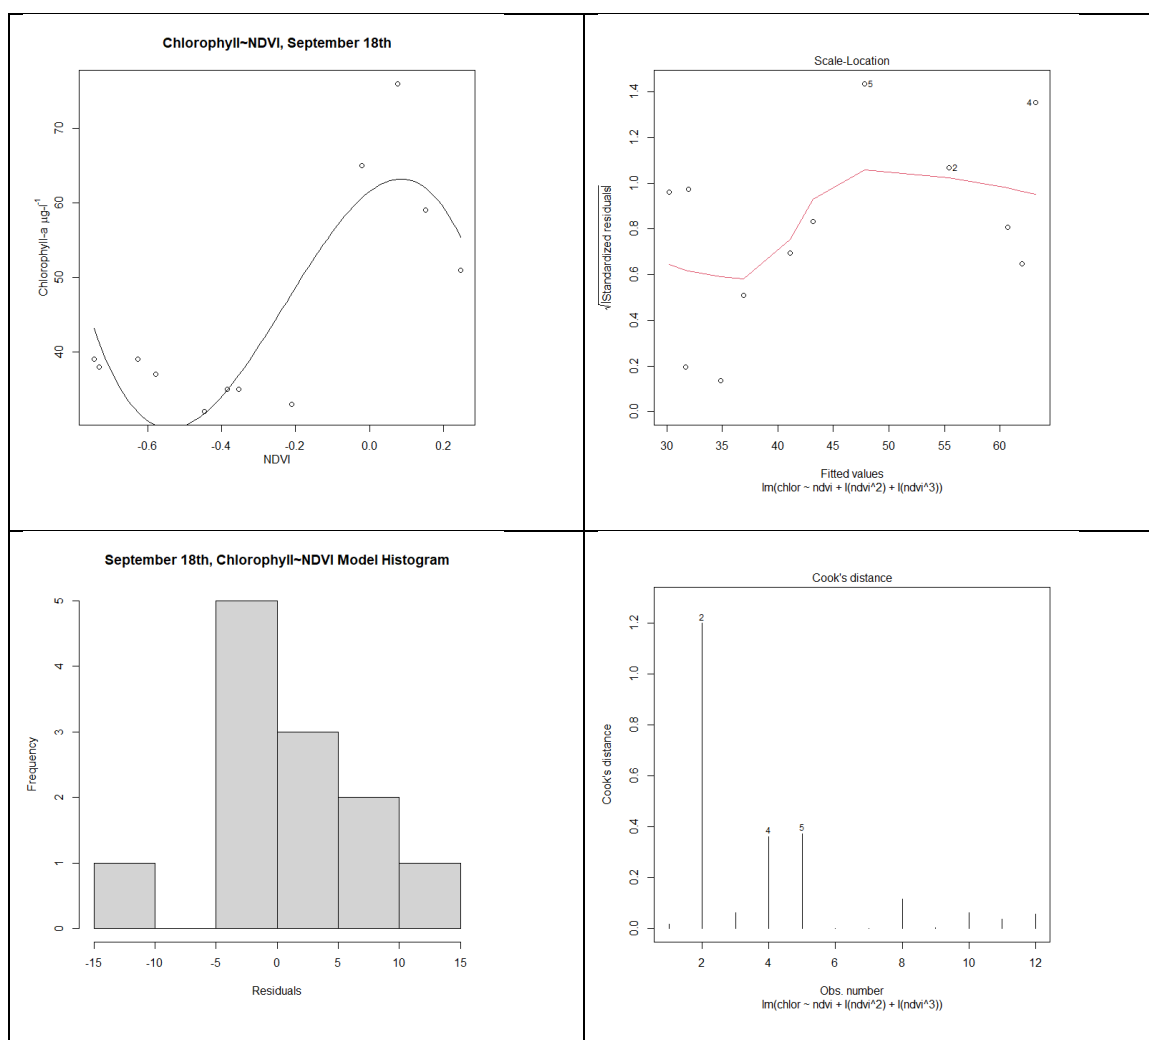 Chlorophyll~NDVI, September 18th
Chlorophyll-a µg-l⁻¹
70
60
50
40
-0.6 -0.4 -0.2 0.0 0.2
NDVI
Scale-Location
√|Standardized residuals|
1.4
1.2
1.0
0.8
0.6
0.4
0.2
0.0
5
4
2
30 35 40 45 50 55 60
Fitted values
lm(chlor ~ ndvi + I(ndvi^2) + I(ndvi^3))
September 18th, Chlorophyll~NDVI Model Histogram
Frequency
5
4
3
2
1
0
-15 -10 -5 0 5 10 15
Residuals
Cook's distance
Cook's distance
1.2
1.0
0.8
0.6
0.4
0.2
0.0
2
4
5
2 4 6 8 10 12
Obs. number
lm(chlor ~ ndvi + I(ndvi^2) + I(ndvi^3))